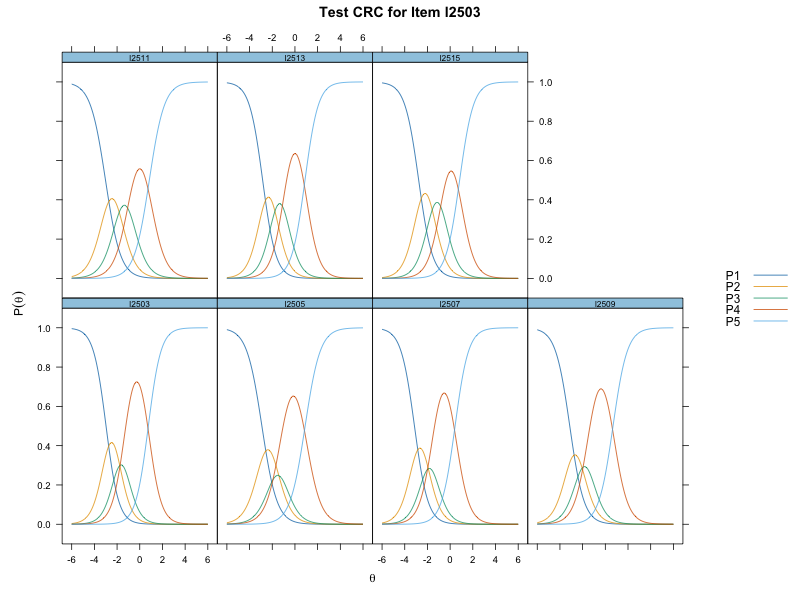 Test CRC for Item I2503
-6 -4 -2 0 2 4 6
I2511 I2513 I2515
1.0
0.8
0.6
0.4
0.2
0.0
P1
P2
P3
P4
P5
P(θ)
I2503 I2505 I2507 I2509
1.0
0.8
0.6
0.4
0.2
0.0
-6 -4 -2 0 2 4 6 -6 -4 -2 0 2 4 6
θ